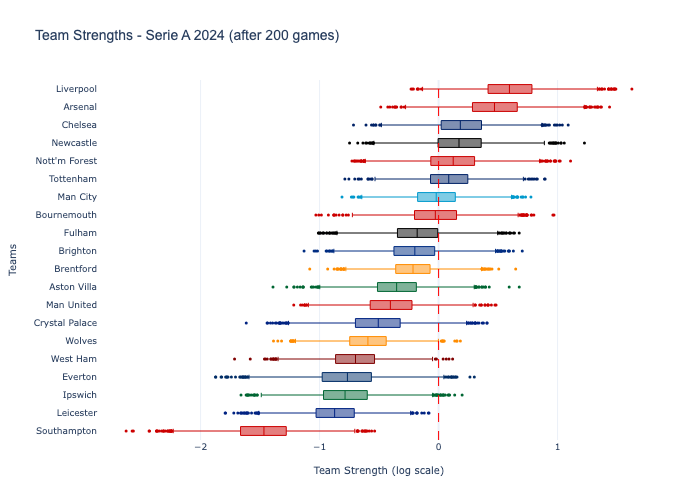 Team Strengths - Serie A 2024 (after 200 games)
Liverpool
Arsenal
Chelsea
Newcastle
Nott'm Forest
Tottenham
Man City
Bournemouth
Fulham
Brighton
Brentford
Aston Villa
Man United
Crystal Palace
Wolves
West Ham
Everton
Ipswich
Leicester
Southampton
Teams
−2 −1 0 1
Team Strength (log scale)